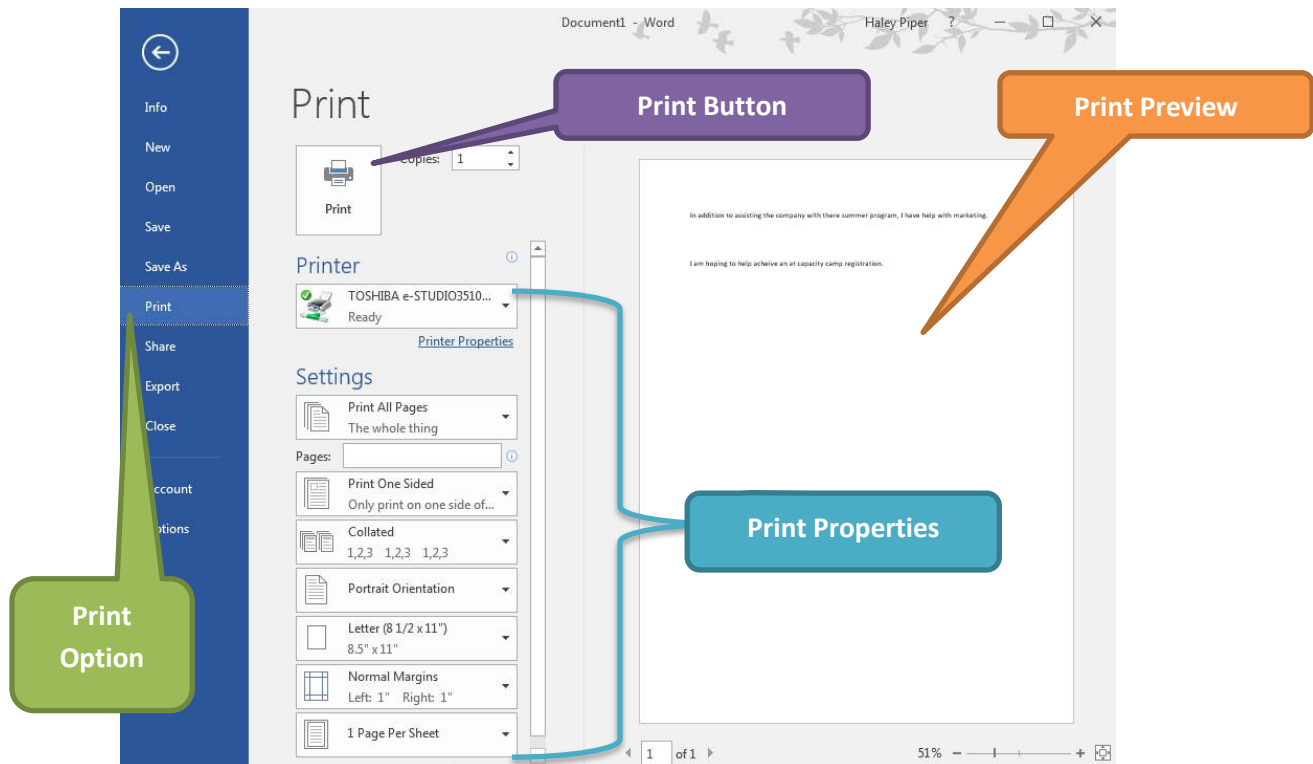 Document1 - Word
Haley Piper ?
Info
New
Open
Save
Save As
Print
Share
Export
Close
ccount
ptions
Print
Option
Print
Print Button
Copies: 1
Print
Printer
TOSHIBA e-STUDIO3510...
Ready
Printer Properties
Settings
Print All Pages
The whole thing
Pages:
Print One Sided
Only print on one side of...
Collated
1,2,3 1,2,3 1,2,3
Portrait Orientation
Letter (8 1/2 x 11")
8.5" x 11"
Normal Margins
Left: 1" Right: 1"
1 Page Per Sheet
Print Properties
Print Preview
In addition to assisting the company with there summer program, I have help with marketing.
I am hoping to help acheive an at capacity camp registration.
1 of 1
51%